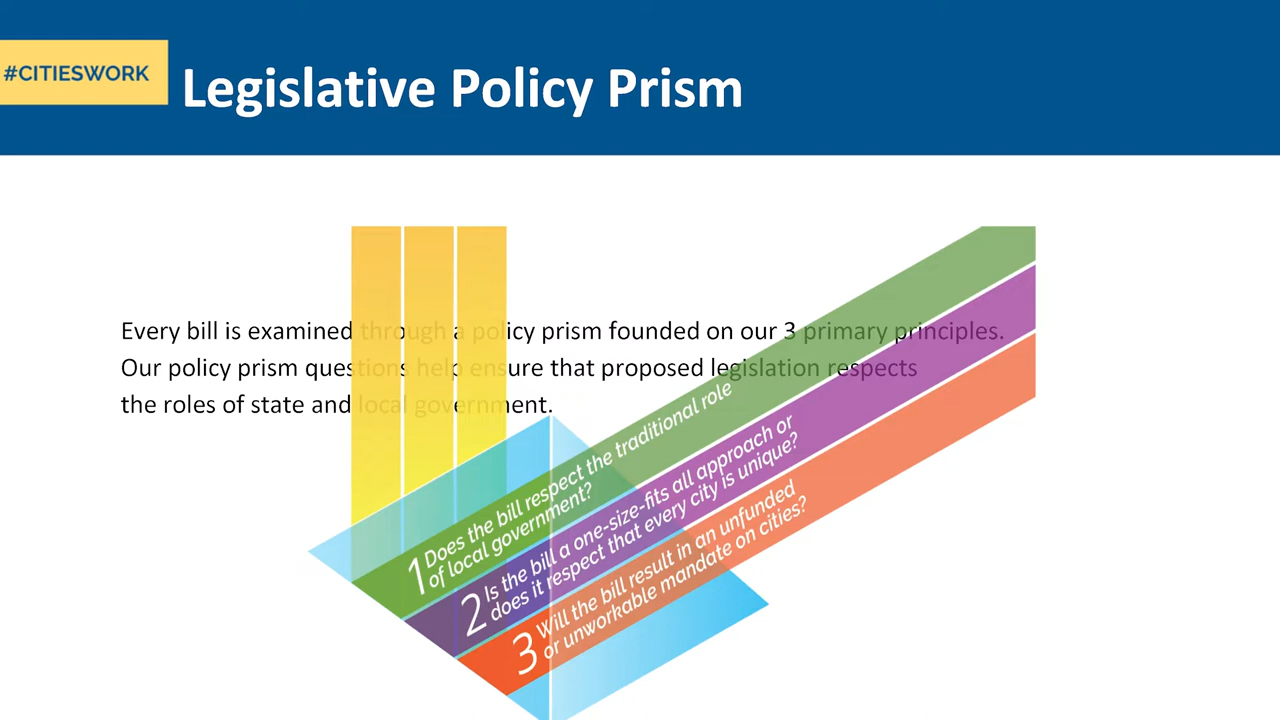 #CITIESWORK
Legislative Policy Prism
Every bill is examined through a policy prism founded on our 3 primary principles.
Our policy prism questions help ensure that proposed legislation respects
the roles of state and local government.
1 Does the bill respect the traditional role
of local government?
2 Is the bill a one-size-fits all approach or
does it respect that every city is unique?
3 Will the bill result in an unfunded
or unworkable mandate on cities?